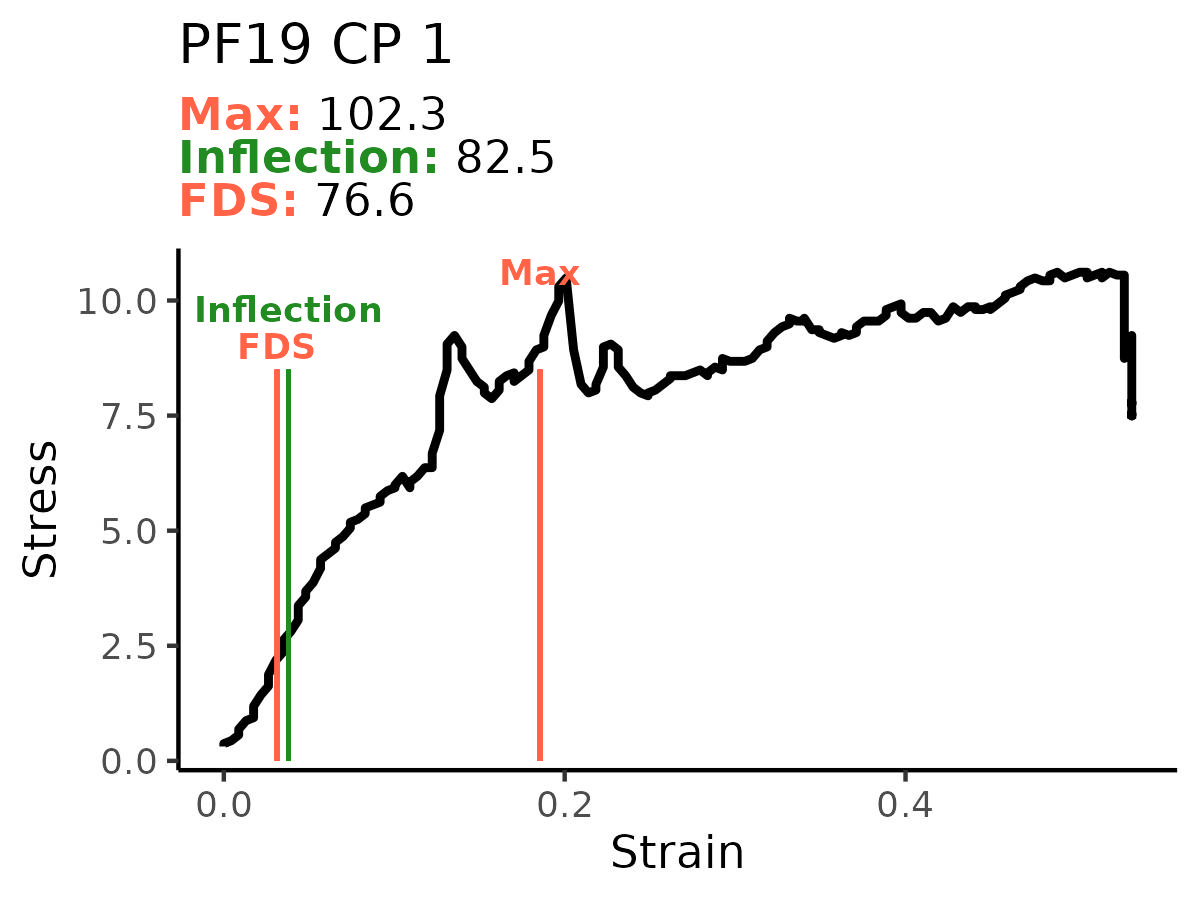 PF19 CP 1
Max: 102.3
Inflection: 82.5
FDS: 76.6
Max
Inflection
FDS
10.0
7.5
5.0
2.5
0.0
Stress
0.0 0.2 0.4
Strain